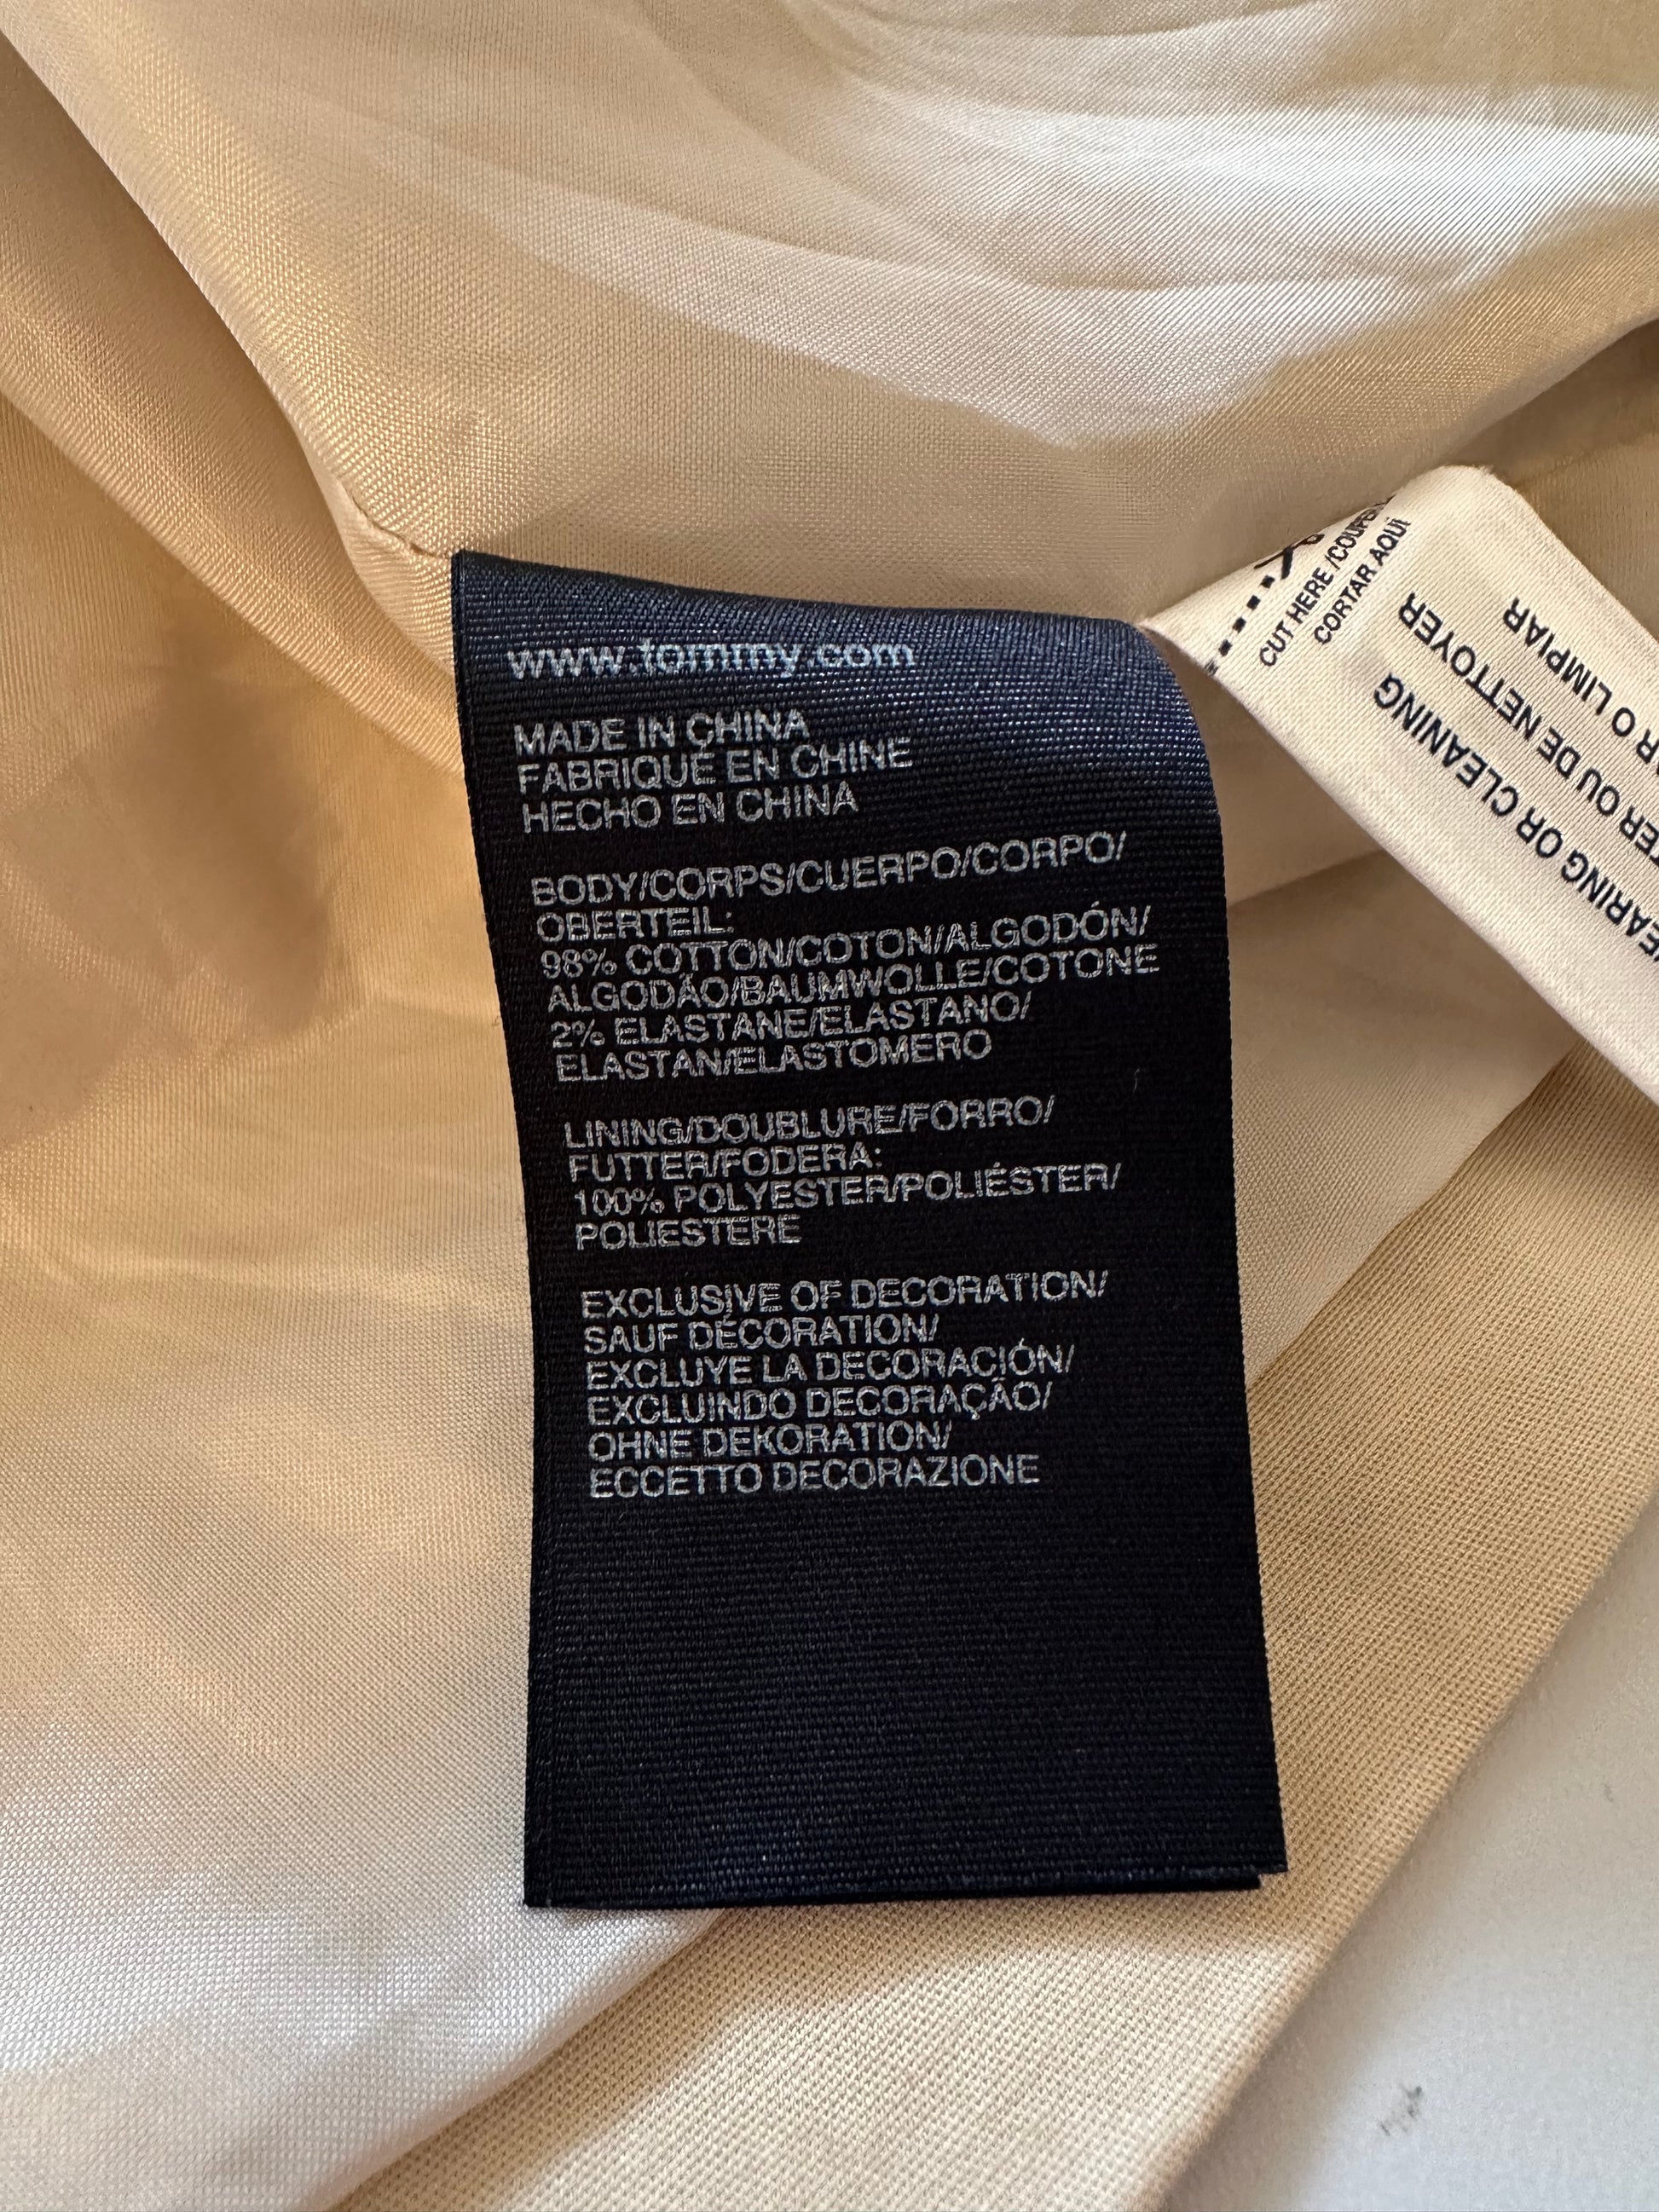 www.tommy.com
MADE IN CHINA
FABRIQUÉ EN CHINE
HECHO EN CHINA
BODY/CORPS/CUERPO/CORPO/
OBERTEIL:
98% COTTON/COTON/ALGODÓN/
ALGODÃO/BAUMWOLLE/COTONE
2% ELASTANE/ELASTANO/
ELASTAN/ELASTOMERO
LINING/DOUBLURE/FORRO/
FUTTER/FODERA:
100% POLYESTER/POLIÉSTER/
POLIESTERE
EXCLUSIVE OF DECORATION/
SAUF DÉCORATION/
EXCLUYE LA DECORACIÓN/
EXCLUINDO DECORAÇÃO/
OHNE DEKORATION/
ECCETTO DECORAZIONE
CUT HERE /COUPER
CORTAR AQUÍ
OR CLEANING
OU DE NETTOYER
O LIMPIAR